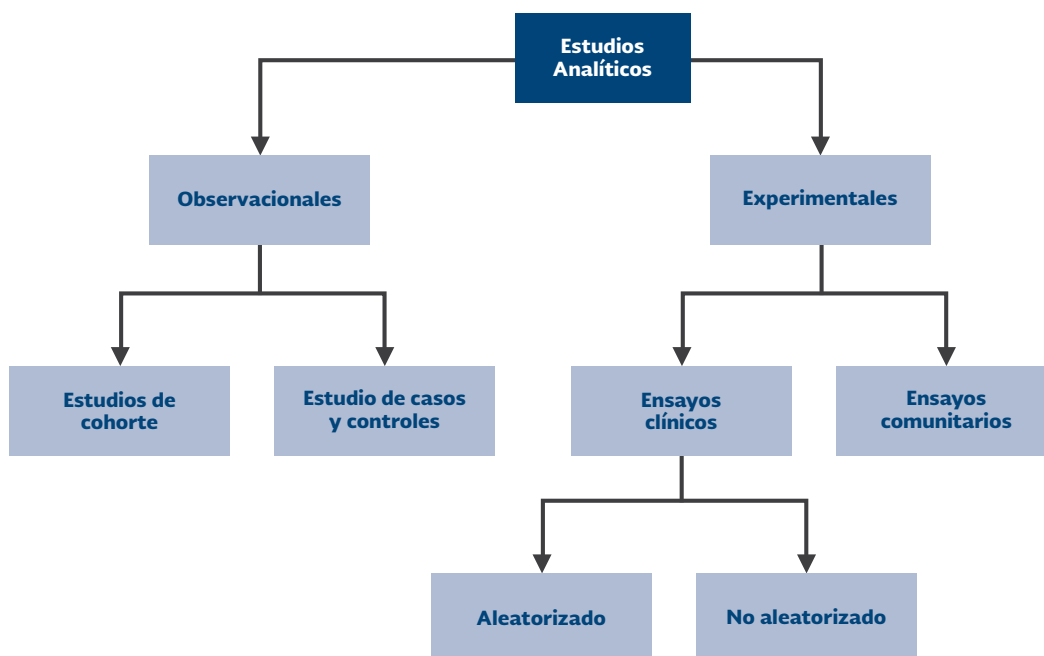 Estudios
Analíticos
Observacionales
Experimentales
Estudios de
cohorte
Estudio de casos
y controles
Ensayos
clínicos
Ensayos
comunitarios
Aleatorizado
No aleatorizado